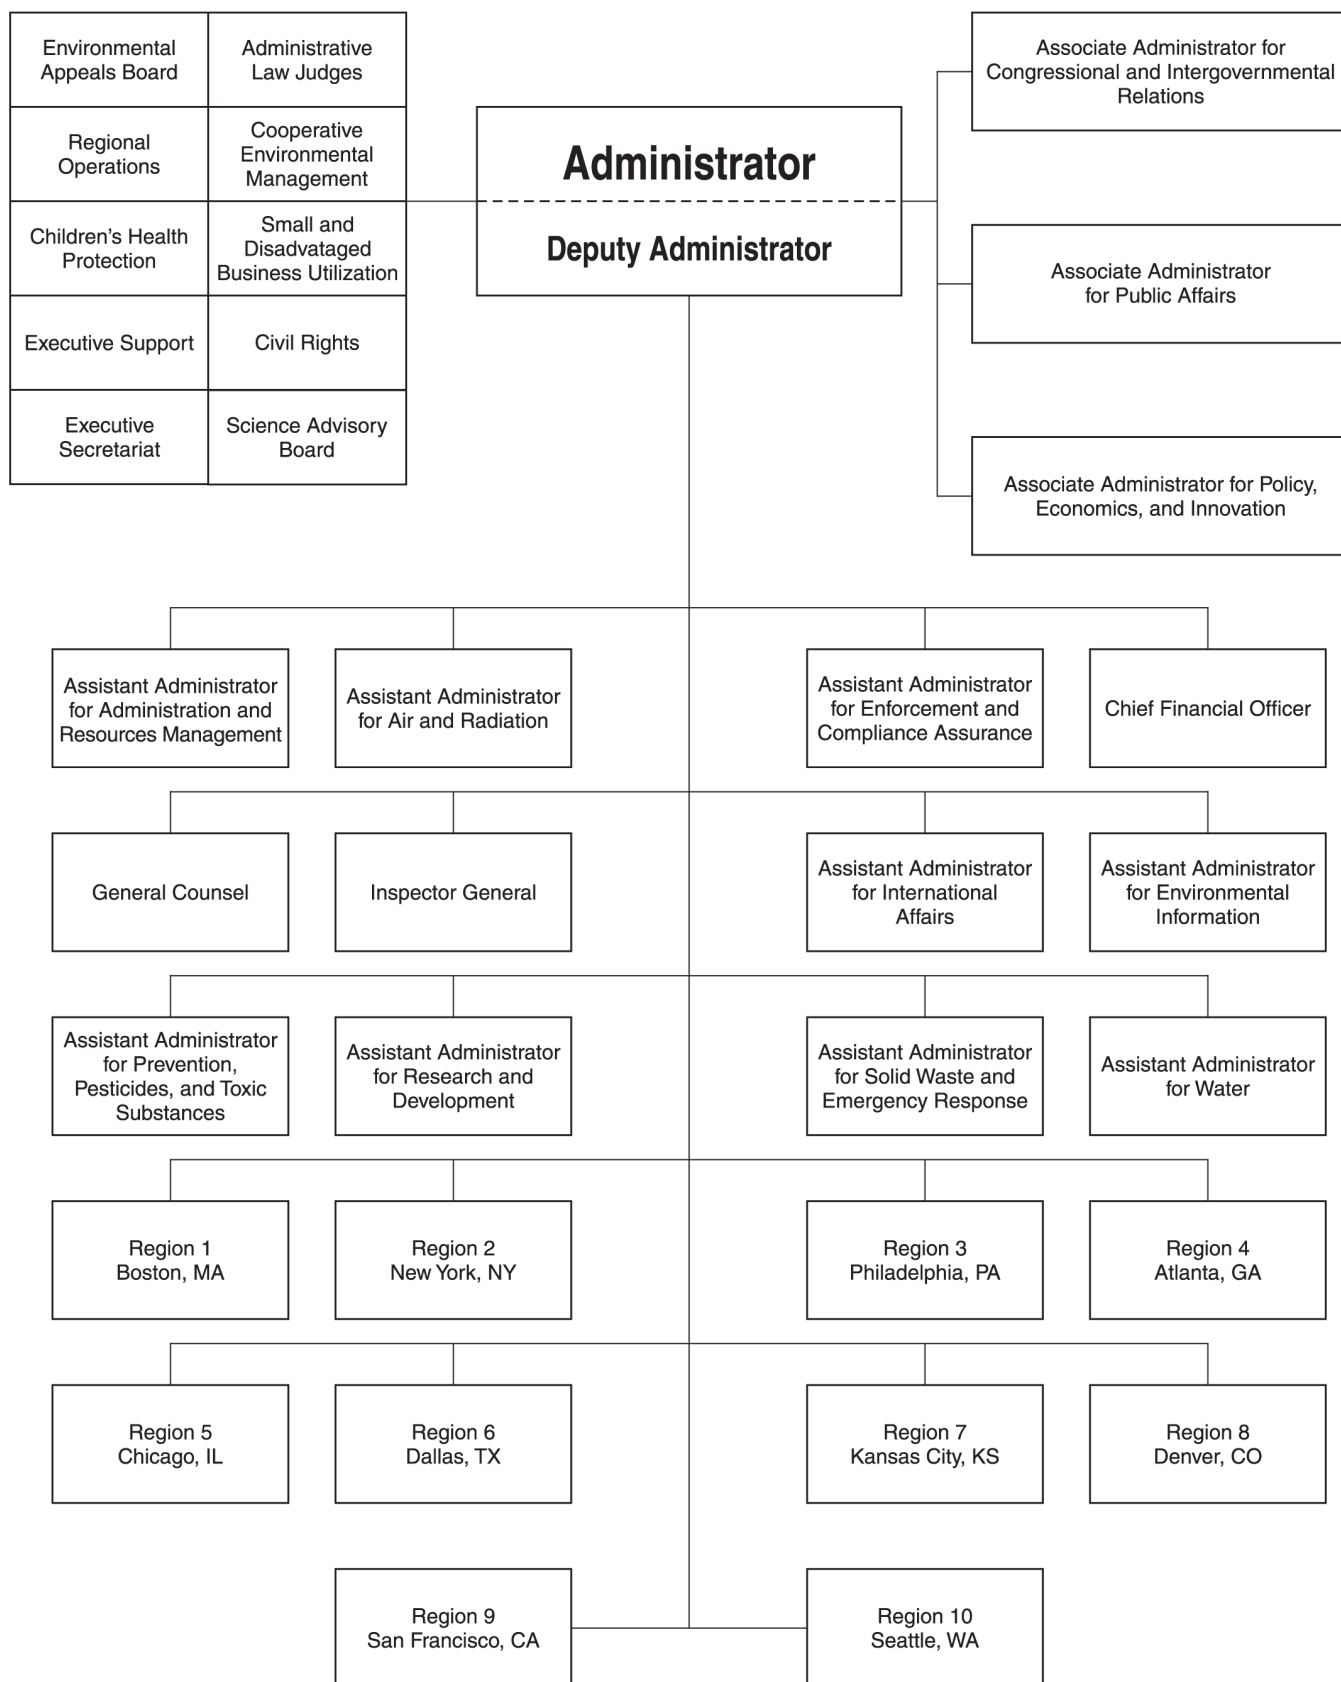 Environmental
Appeals Board
Administrative
Law Judges
Regional
Operations
Cooperative
Environmental
Management
Children's Health
Protection
Small and
Disadvataged
Business Utilization
Executive Support
Civil Rights
Executive
Secretariat
Science Advisory
Board
Administrator
Deputy Administrator
Associate Administrator for
Congressional and Intergovernmental
Relations
Associate Administrator
for Public Affairs
Associate Administrator for Policy,
Economics, and Innovation
Assistant Administrator
for Administration and
Resources Management
Assistant Administrator
for Air and Radiation
Assistant Administrator
for Enforcement and
Compliance Assurance
Chief Financial Officer
General Counsel
Inspector General
Assistant Administrator
for International
Affairs
Assistant Administrator
for Environmental
Information
Assistant Administrator
for Prevention,
Pesticides, and Toxic
Substances
Assistant Administrator
for Research and
Development
Assistant Administrator
for Solid Waste and
Emergency Response
Assistant Administrator
for Water
Region 1
Boston, MA
Region 2
New York, NY
Region 3
Philadelphia, PA
Region 4
Atlanta, GA
Region 5
Chicago, IL
Region 6
Dallas, TX
Region 7
Kansas City, KS
Region 8
Denver, CO
Region 9
San Francisco, CA
Region 10
Seattle, WA